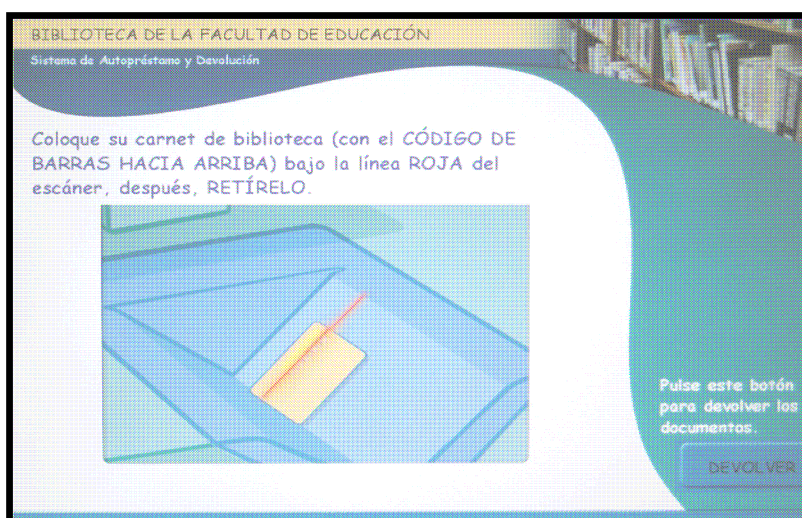 BIBLIOTECA DE LA FACULTAD DE EDUCACIÓN
Sistema de Autopréstamo y Devolución
Coloque su carnet de biblioteca (con el CÓDIGO DE
BARRAS HACIA ARRIBA) bajo la línea ROJA del
escáner, después, RETÍRELO.
Pulse este botón
para devolver los
documentos.
DEVOLVER